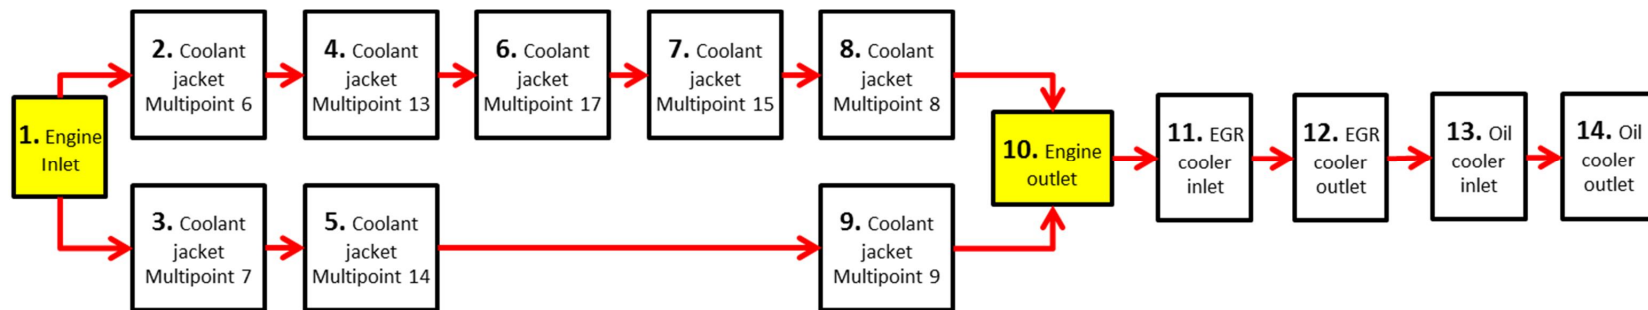 1. Engine
Inlet
2. Coolant
jacket
Multipoint 6
4. Coolant
jacket
Multipoint 13
6. Coolant
jacket
Multipoint 17
7. Coolant
jacket
Multipoint 15
8. Coolant
jacket
Multipoint 8
3. Coolant
jacket
Multipoint 7
5. Coolant
jacket
Multipoint 14
9. Coolant
jacket
Multipoint 9
10. Engine
outlet
11. EGR
cooler
inlet
12. EGR
cooler
outlet
13. Oil
cooler
inlet
14. Oil
cooler
outlet